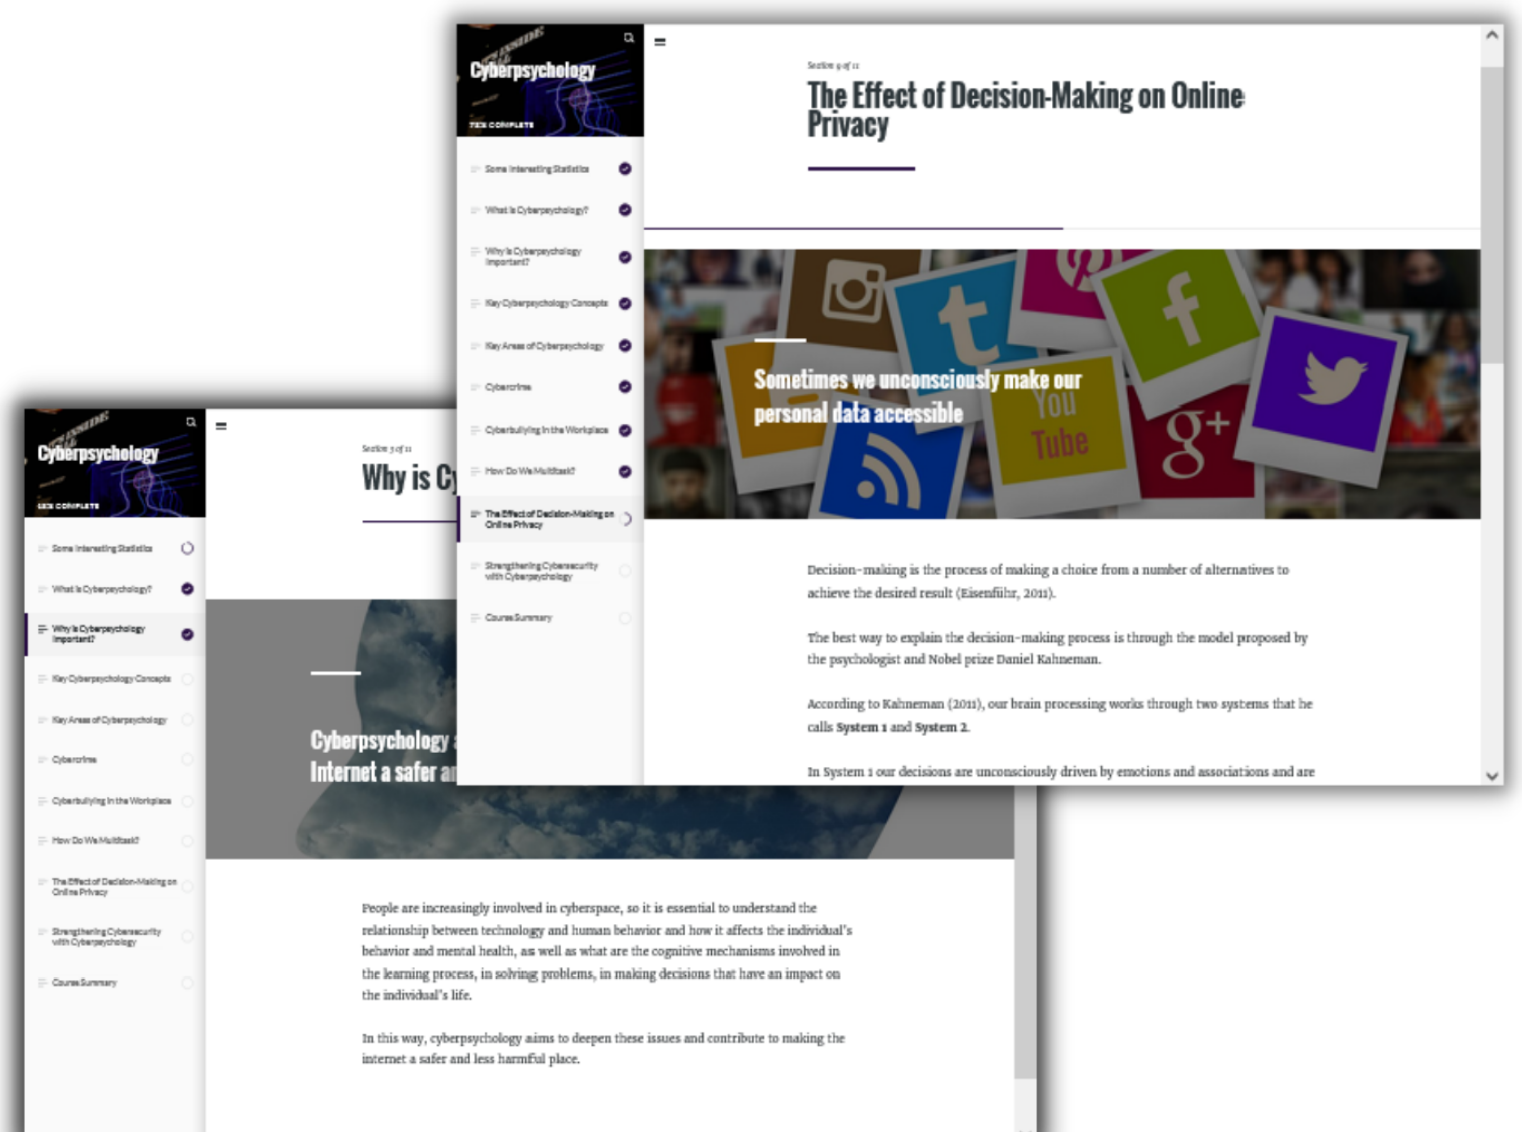 Cyberpsychology
COMPLETE
Some Interesting Statistics
What is Cyberpsychology?
Why is Cyberpsychology
Important?
Key Cyberpsychology Concepts
Key Areas of Cyberpsychology
Cybercrime
Cyberbullying in the Workplace
How Do We Multitask?
The Effect of Decision-Making on
Online Privacy
Strengthening Cybersecurity
with Cyberpsychology
Course Summary
Section 9 of 11
The Effect of Decision-Making on Online
Privacy
Sometimes we unconsciously make our
personal data accessible
You
Tube
g+
Decision-making is the process of making a choice from a number of alternatives to
achieve the desired result (Eisenführ, 2011).
The best way to explain the decision-making process is through the model proposed by
the psychologist and Nobel prize Daniel Kahneman.
According to Kahneman (2011), our brain processing works through two systems that he
calls System 1 and System 2.
In System 1 our decisions are unconsciously driven by emotions and associations and are
Cyberpsychology
COMPLETE
Some Interesting Statistics
What is Cyberpsychology?
Why is Cyberpsychology
Important?
Key Cyberpsychology Concepts
Key Areas of Cyberpsychology
Cybercrime
Cyberbullying in the Workplace
How Do We Multitask?
The Effect of Decision-Making on
Online Privacy
Strengthening Cybersecurity
with Cyberpsychology
Course Summary
Section 3 of 11
Why is Cy
Cyberpsychology
Internet a safer
People are increasingly involved in cyberspace, so it is essential to understand the
relationship between technology and human behavior and how it affects the individual's
behavior and mental health, as well as what are the cognitive mechanisms involved in
the learning process, in solving problems, in making decisions that have an impact on
the individual's life.
In this way, cyberpsychology aims to deepen these issues and contribute to making the
internet a safer and less harmful place.